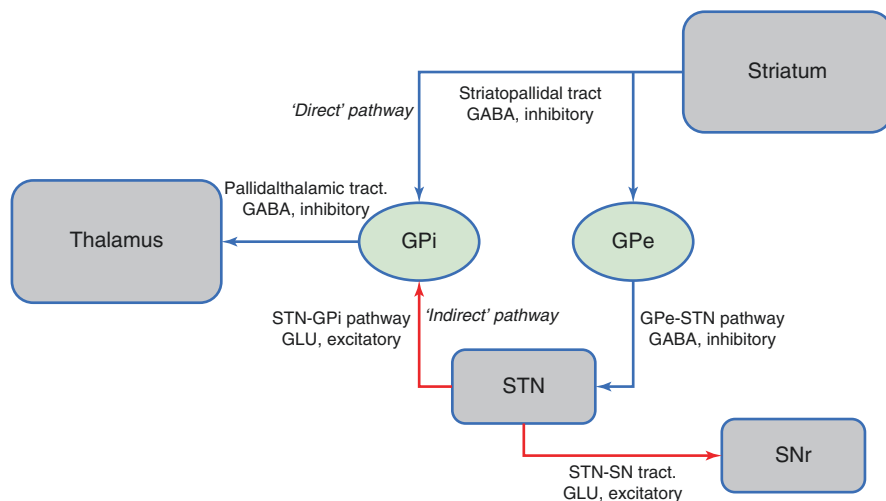 Striatum
Striatopallidal tract
GABA, inhibitory
'Direct' pathway
Pallidalthalamic tract.
GABA, inhibitory
Thalamus
GPi
GPe
STN-GPi pathway
GLU, excitatory
'Indirect' pathway
GPe-STN pathway
GABA, inhibitory
STN
SNr
STN-SN tract.
GLU, excitatory